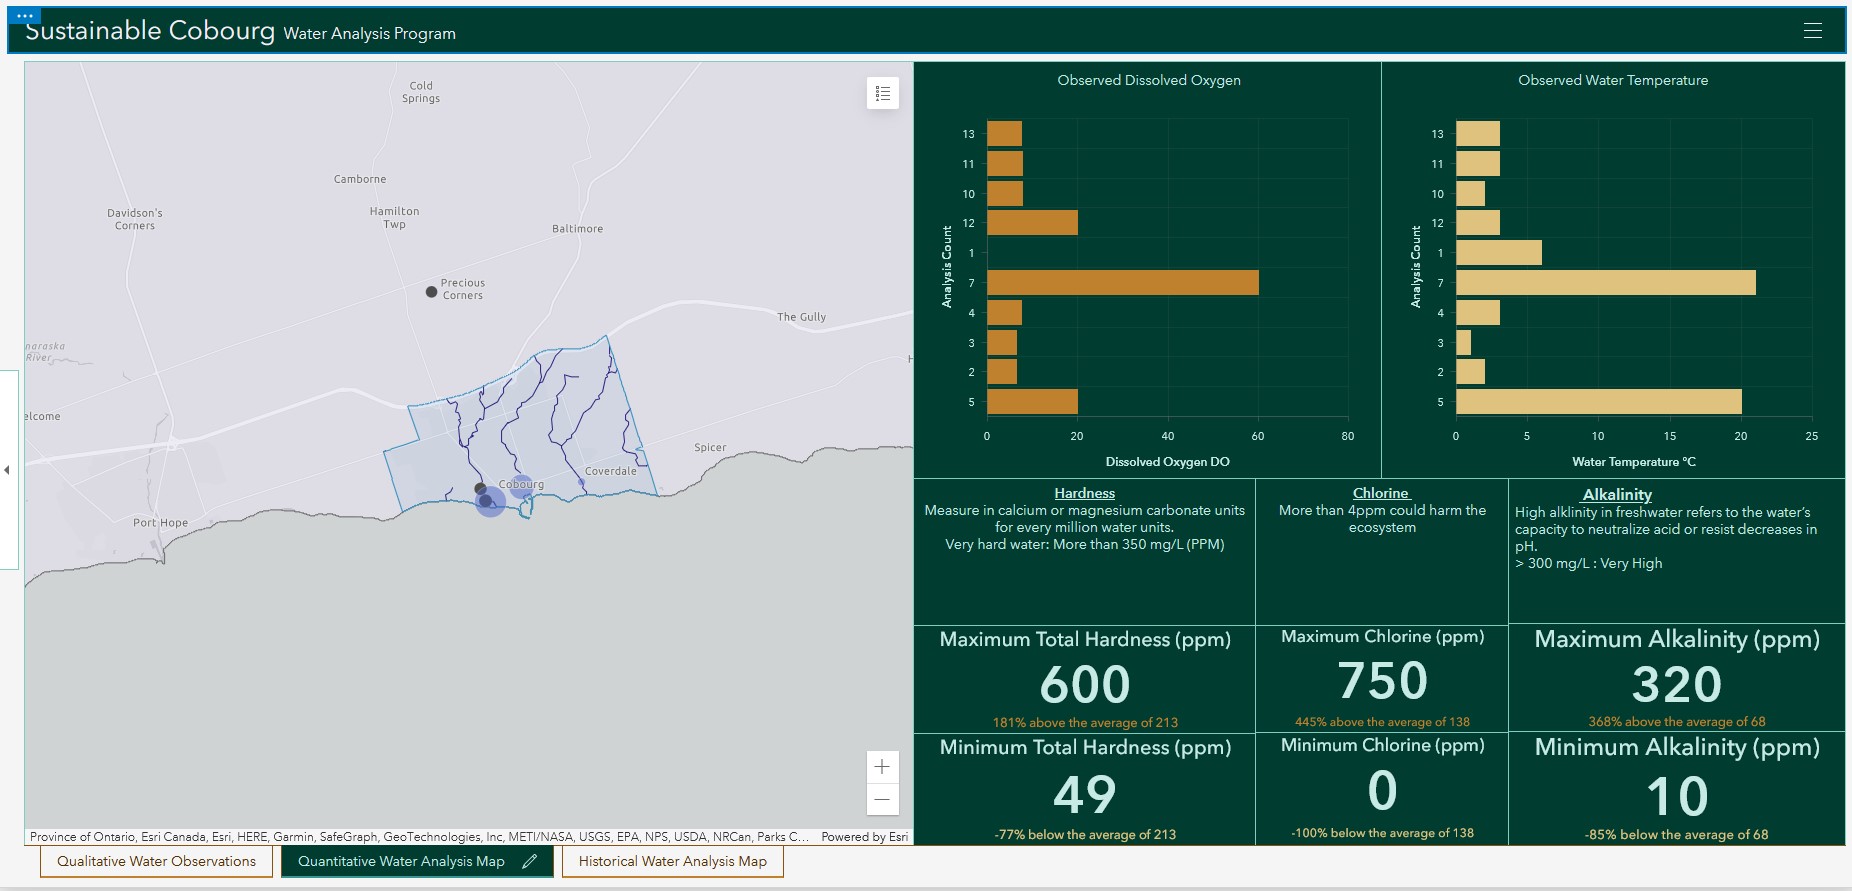 Sustainable Cobourg Water Analysis Program
Cold
Springs
Camborne
Davidson's
Corners
Hamilton
Twp
Baltimore
Precious
Corners
The Gully
naraska
River
elcome
Spicer
Coverdale
Cobourg
Port Hope
H
Province of Ontario, Esri Canada, Esri, HERE, Garmin, SafeGraph, GeoTechnologies, Inc, METI/NASA, USGS, EPA, NPS, USDA, NRCan, Parks C... Powered by Esri
Observed Dissolved Oxygen
Analysis Count
13
11
10
12
1
7
4
3
2
5
0 20 40 60 80
Dissolved Oxygen DO
Observed Water Temperature
Analysis Count
13
11
10
12
1
7
4
3
2
5
0 5 10 15 20 25
Water Temperature °C
Hardness
Measure in calcium or magnesium carbonate units
for every million water units.
Very hard water: More than 350 mg/L (PPM)
Chlorine
More than 4ppm could harm the
ecosystem
Alkalinity
High alklinity in freshwater refers to the water’s
capacity to neutralize acid or resist decreases in
pH.
> 300 mg/L : Very High
Maximum Total Hardness (ppm)
600
181% above the average of 213
Maximum Chlorine (ppm)
750
445% above the average of 138
Maximum Alkalinity (ppm)
320
368% above the average of 68
Minimum Total Hardness (ppm)
49
-77% below the average of 213
Minimum Chlorine (ppm)
0
-100% below the average of 138
Minimum Alkalinity (ppm)
10
-85% below the average of 68
Qualitative Water Observations
Quantitative Water Analysis Map
Historical Water Analysis Map